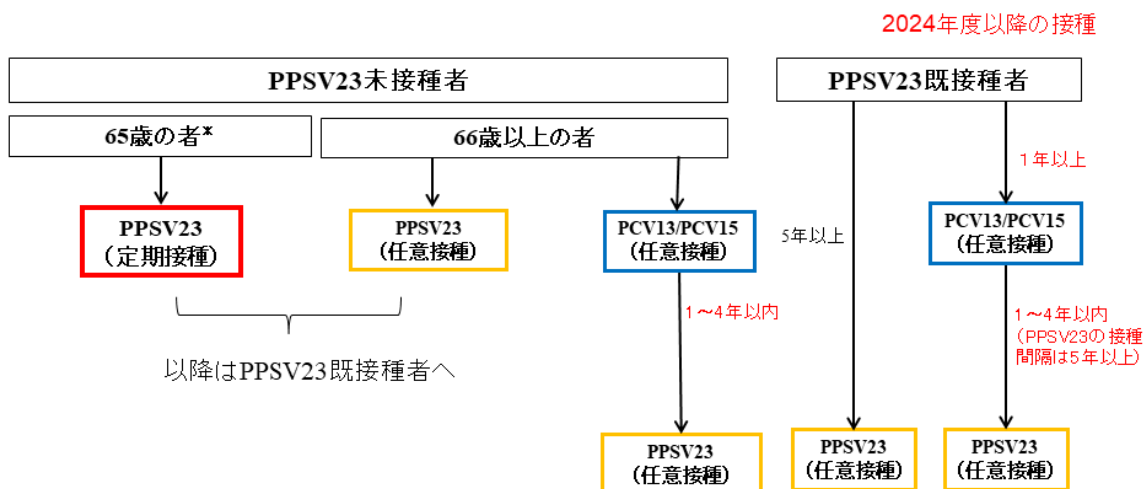 2024年度以降の接種
PPSV23未接種者
PPSV23既接種者
65歳の者*
66歳以上の者
1年以上
PPSV23
(定期接種)
PPSV23
(任意接種)
PCV13/PCV15
(任意接種)
5年以上
PCV13/PCV15
(任意接種)
1~4年以内
1~4年以内
(PPSV23の接種
間隔は5年以上)
以降はPPSV23既接種者へ
PPSV23
(任意接種)
PPSV23
(任意接種)
PPSV23
(任意接種)